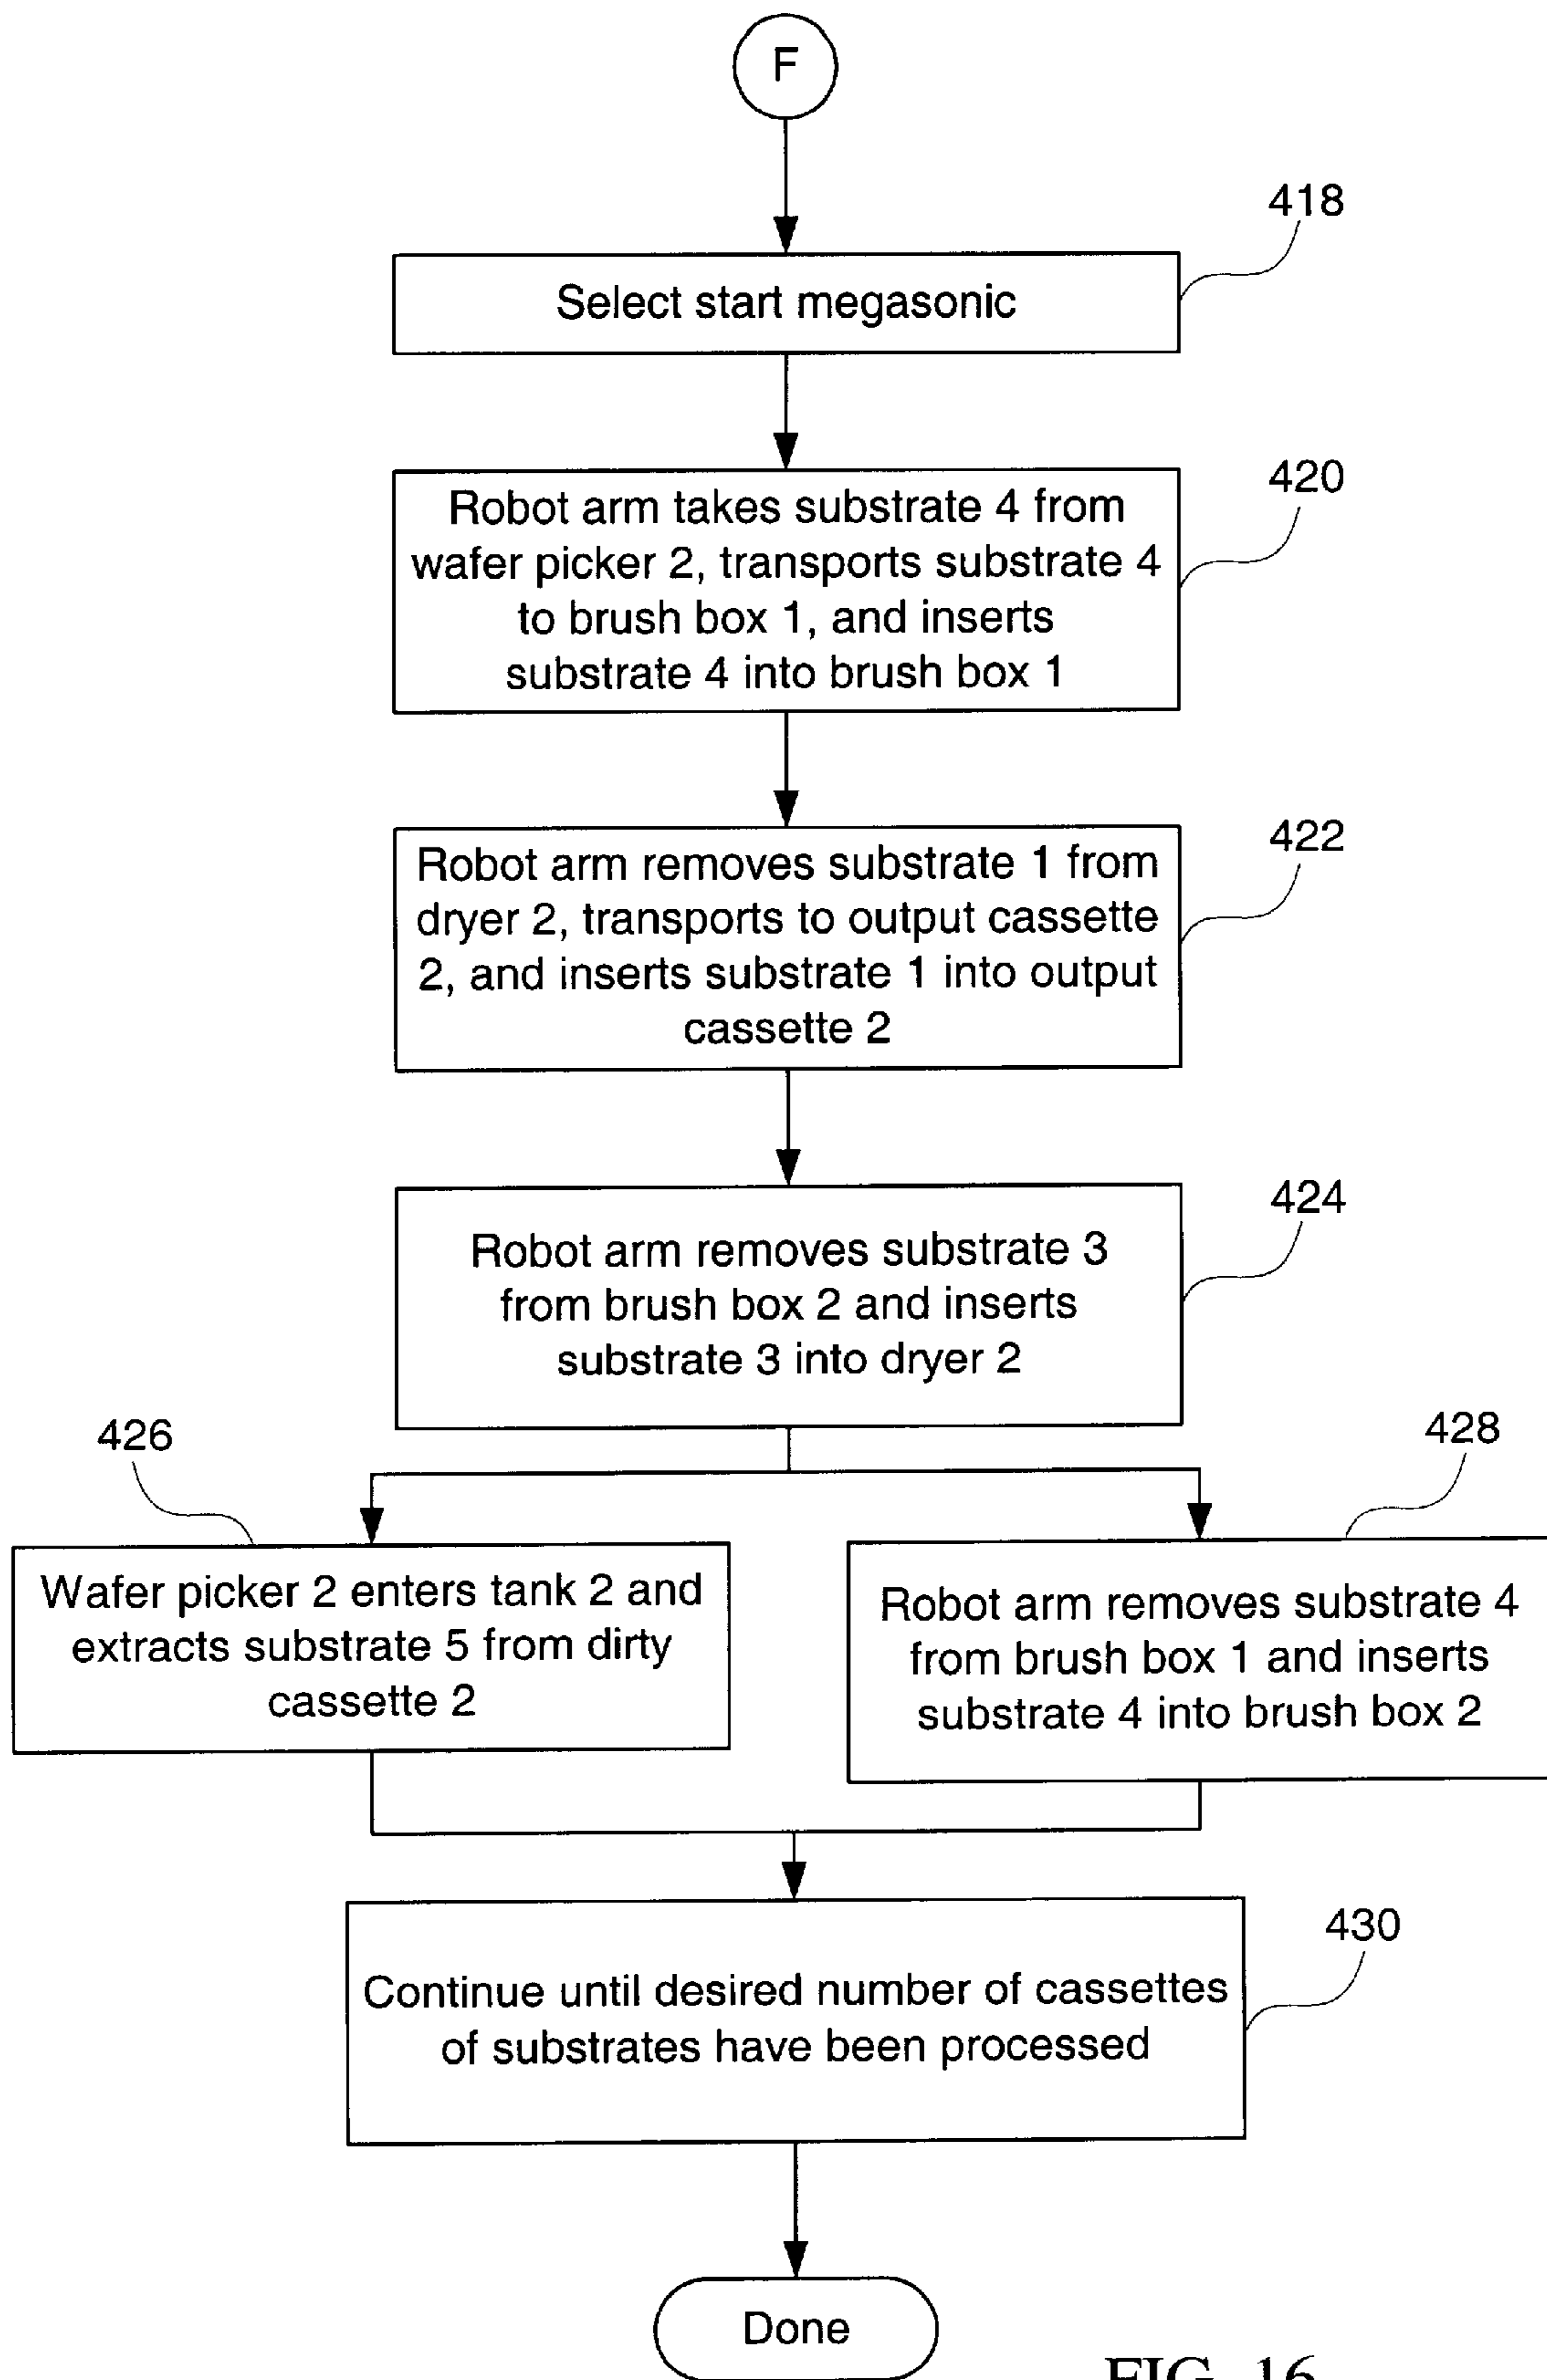 F
418
Select start megasonic
420
Robot arm takes substrate 4 from
wafer picker 2, transports substrate 4
to brush box 1, and inserts
substrate 4 into brush box 1
422
Robot arm removes substrate 1 from
dryer 2, transports to output cassette
2, and inserts substrate 1 into output
cassette 2
424
Robot arm removes substrate 3
from brush box 2 and inserts
substrate 3 into dryer 2
426
428
Wafer picker 2 enters tank 2 and
extracts substrate 5 from dirty
cassette 2
Robot arm removes substrate 4
from brush box 1 and inserts
substrate 4 into brush box 2
430
Continue until desired number of cassettes
of substrates have been processed
Done
FIG. 16